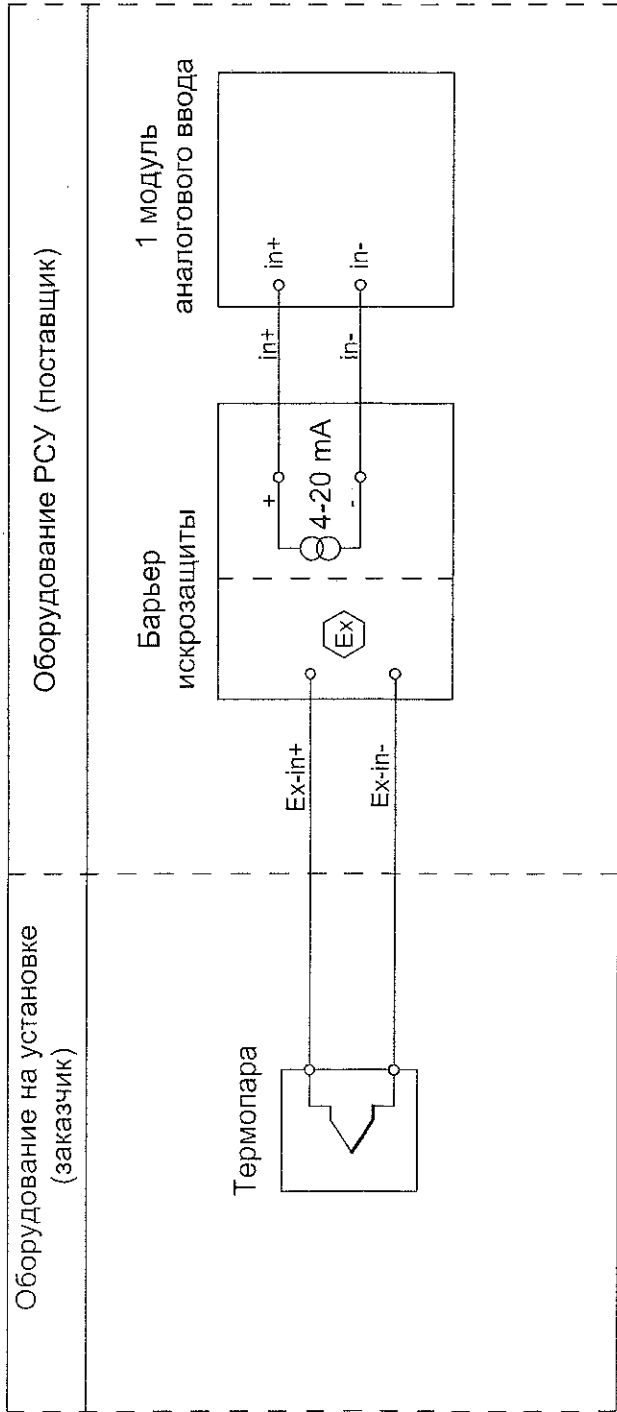 Оборудование на установке
(заказчик)
Оборудование РСУ (поставщик)
Термопара
Ex-in+
Ex-in-
Барьер
искрозащиты
Ex
+
4-20 mA
-
in+
in-
1 модуль
аналогового ввода
in+
in-